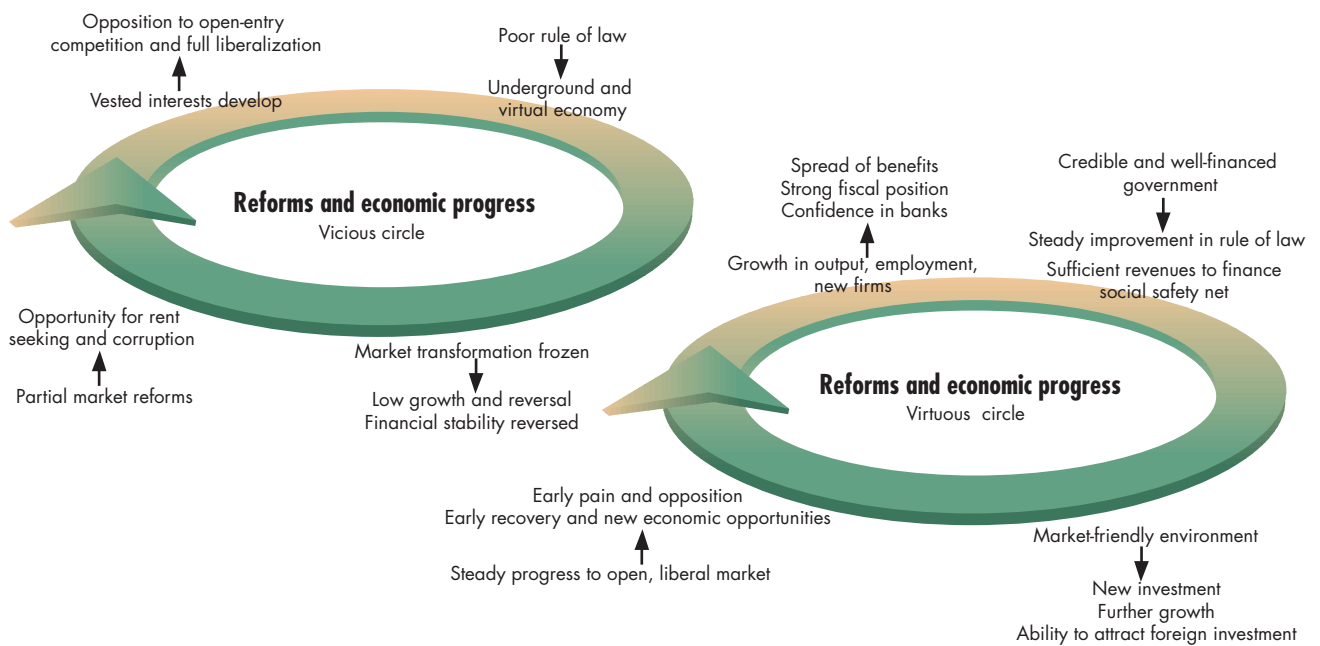 Opposition to open-entry
competition and full liberalization
Vested interests develop
Poor rule of law
Underground and
virtual economy
Reforms and economic progress
Vicious circle
Opportunity for rent
seeking and corruption
Partial market reforms
Market transformation frozen
Low growth and reversal
Financial stability reversed
Spread of benefits
Strong fiscal position
Confidence in banks
Growth in output, employment,
new firms
Credible and well-financed
government
Steady improvement in rule of law
Sufficient revenues to finance
social safety net
Reforms and economic progress
Virtuous circle
Early pain and opposition
Early recovery and new economic opportunities
Steady progress to open, liberal market
Market-friendly environment
New investment
Further growth
Ability to attract foreign investment